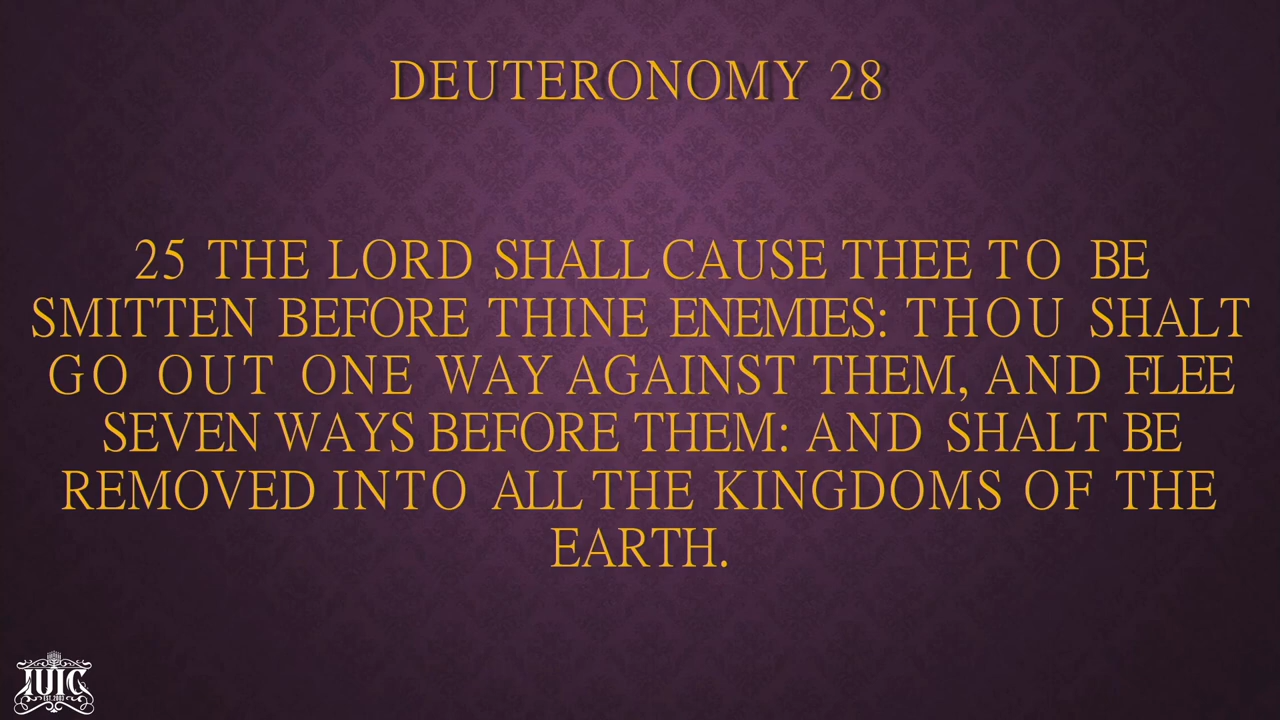 DEUTERONOMY 28
25 THE LORD SHALL CAUSE THEE TO BE
SMITTEN BEFORE THINE ENEMIES: THOU SHALT
GO OUT ONE WAY AGAINST THEM, AND FLEE
SEVEN WAYS BEFORE THEM: AND SHALT BE
REMOVED INTO ALL THE KINGDOMS OF THE
EARTH.
IUIC
EST. 2003